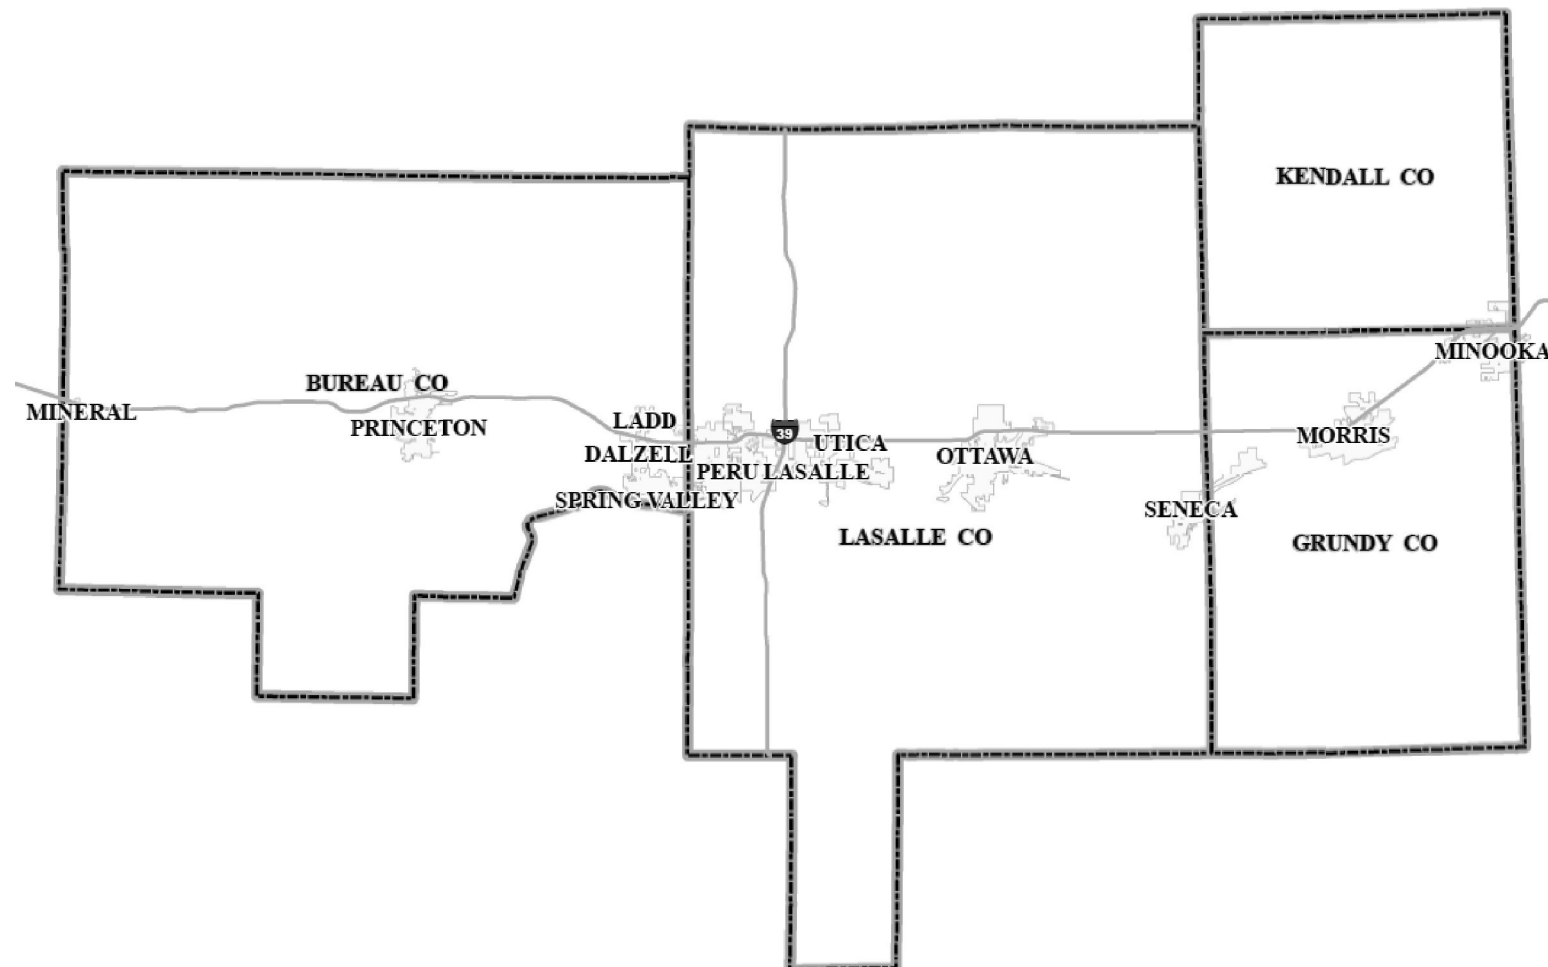 KENDALL CO
MINOOKA
BUREAU CO
MINERAL
PRINCETON
LADD
39
UTICA
MORRIS
DALZELL
OTTAWA
PERU LASALLE
SPRING VALLEY
SENECA
LASALLE CO
GRUNDY CO